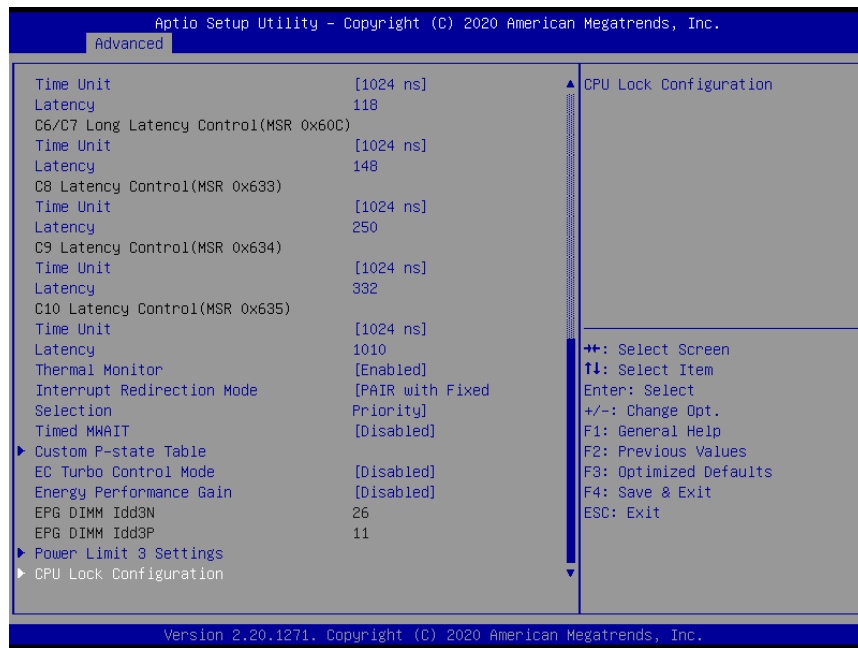 Aptio Setup Utility – Copyright (C) 2020 American Megatrends, Inc.
Advanced
Time Unit [1024 ns]
Latency 118
C6/C7 Long Latency Control(MSR 0x60C)
Time Unit [1024 ns]
Latency 148
C8 Latency Control(MSR 0x633)
Time Unit [1024 ns]
Latency 250
C9 Latency Control(MSR 0x634)
Time Unit [1024 ns]
Latency 332
C10 Latency Control(MSR 0x635)
Time Unit [1024 ns]
Latency 1010
Thermal Monitor [Enabled]
Interrupt Redirection Mode [PAIR with Fixed
Selection Priority]
Timed MWAIT [Disabled]
Custom P-state Table
EC Turbo Control Mode [Disabled]
Energy Performance Gain [Disabled]
EPG DIMM Idd3N 26
EPG DIMM Idd3P 11
Power Limit 3 Settings
CPU Lock Configuration
CPU Lock Configuration
→←: Select Screen
↑↓: Select Item
Enter: Select
+/-: Change Opt.
F1: General Help
F2: Previous Values
F3: Optimized Defaults
F4: Save & Exit
ESC: Exit
Version 2.20.1271. Copyright (C) 2020 American Megatrends, Inc.